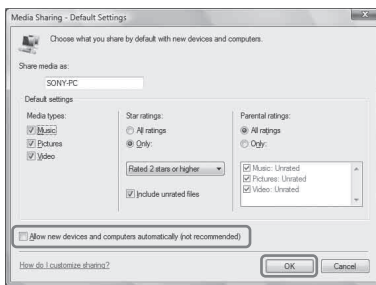 Media Sharing - Default Settings
Choose what you share by default with new devices and computers.
Share media as:
SONY-PC
Default settings
Media types:
Music
Pictures
Video
Star ratings:
All ratings
Only:
Rated 2 stars or higher
Include unrated files
Parental ratings:
All ratings
Only:
Music: Unrated
Pictures: Unrated
Video: Unrated
Allow new devices and computers automatically (not recommended)
How do I customize sharing?
OK
Cancel